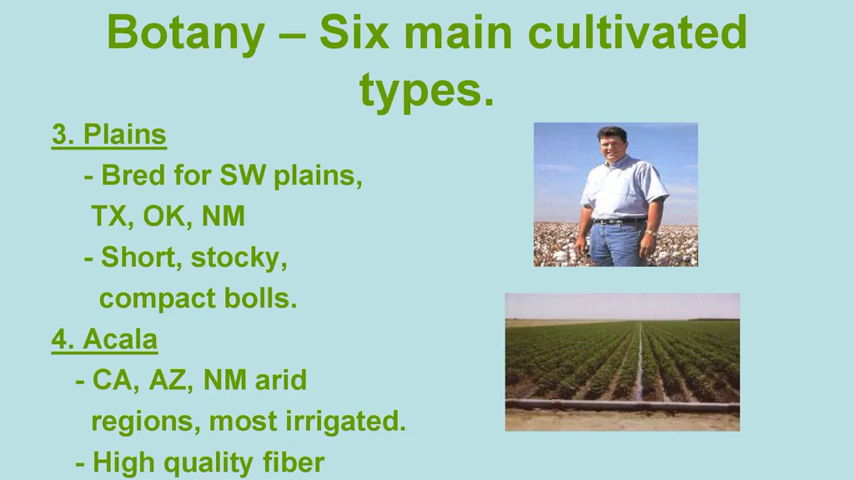 Botany – Six main cultivated
types.
3. Plains
- Bred for SW plains,
TX, OK, NM
- Short, stocky,
compact bolls.
4. Acala
- CA, AZ, NM arid
regions, most irrigated.
- High quality fiber